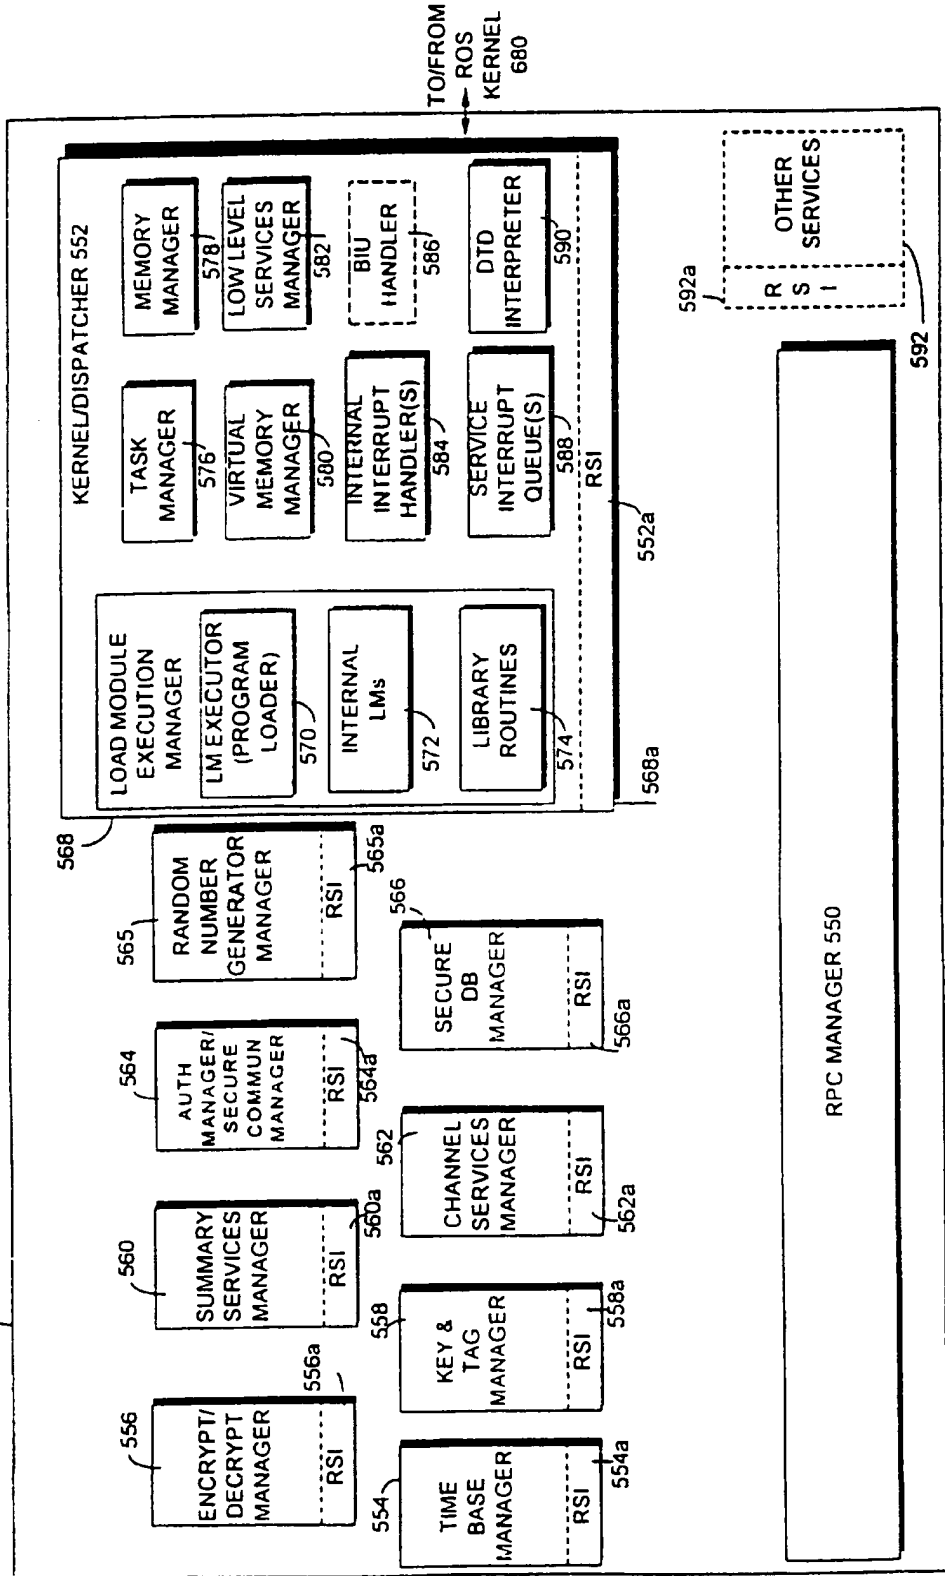 KERNEL/DISPATCHER 552
568
LOAD MODULE
EXECUTION
MANAGER
LM EXECUTOR
(PROGRAM
LOADER)
570
INTERNAL
LMs
572
LIBRARY
ROUTINES
574
568a
TASK
MANAGER
576
MEMORY
MANAGER
578
VIRTUAL
MEMORY
MANAGER
580
LOW LEVEL
SERVICES
MANAGER
582
INTERNAL
INTERRUPT
HANDLER(S)
584
BIU
HANDLER
586
SERVICE
INTERRUPT
QUEUE(S)
588
DTD
INTERPRETER
590
RSI
552a
TO/FROM
ROS
KERNEL
680
556
ENCRYPT/
DECRYPT
MANAGER
RSI
556a
560
SUMMARY
SERVICES
MANAGER
RSI
560a
564
AUTH
MANAGER/
SECURE
COMMUN
MANAGER
RSI
564a
565
RANDOM
NUMBER
GENERATOR
MANAGER
RSI
565a
554
TIME
BASE
MANAGER
RSI
554a
558
KEY &
TAG
MANAGER
RSI
558a
562
CHANNEL
SERVICES
MANAGER
RSI
562a
566
SECURE
DB
MANAGER
RSI
566a
RPC MANAGER 550
592a
R
S
I
OTHER
SERVICES
592